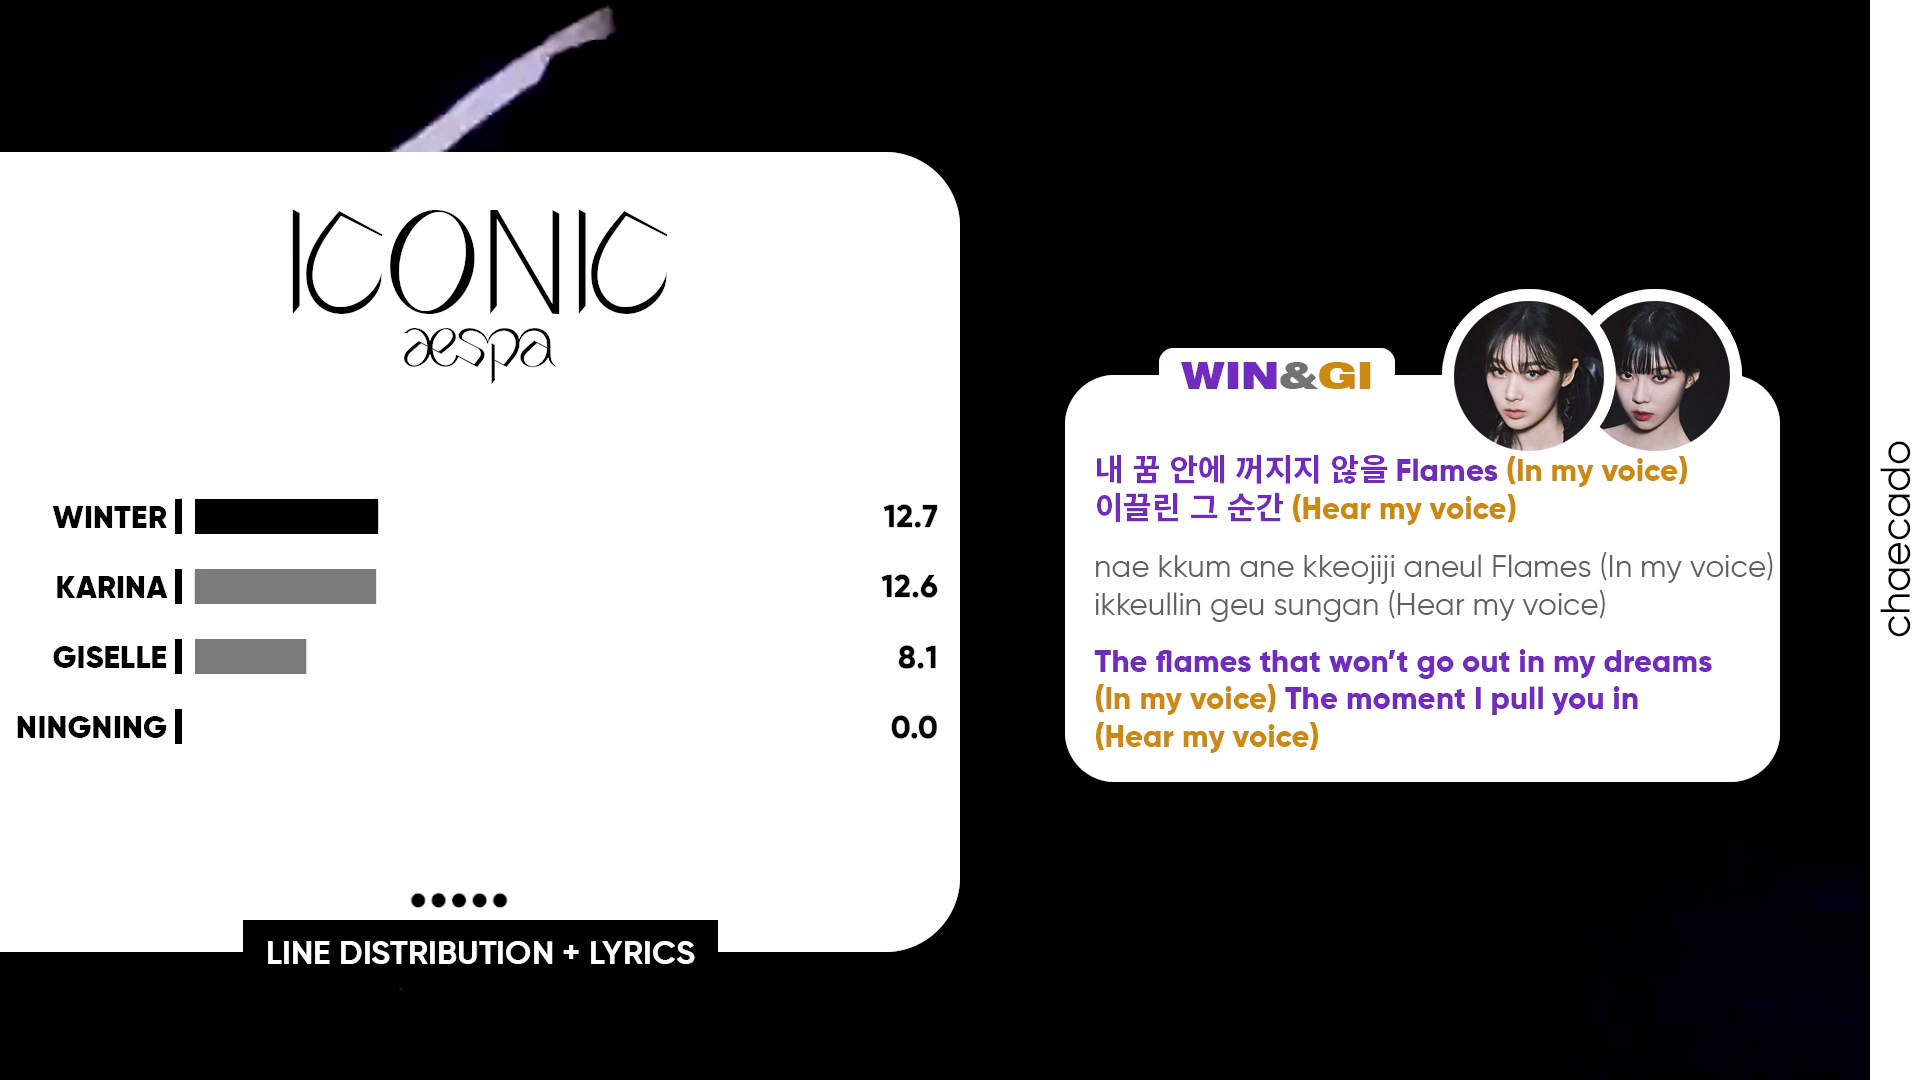 ICONIC
aespa
WINTER 12.7
KARINA 12.6
GISELLE 8.1
NINGNING 0.0
LINE DISTRIBUTION + LYRICS
WIN&GI
내 꿈 안에 꺼지지 않을 Flames (In my voice)
이끌린 그 순간 (Hear my voice)
nae kkum ane kkeojiji aneul Flames (In my voice)
ikkeullin geu sungan (Hear my voice)
The flames that won’t go out in my dreams
(In my voice) The moment I pull you in
(Hear my voice)
chaecado